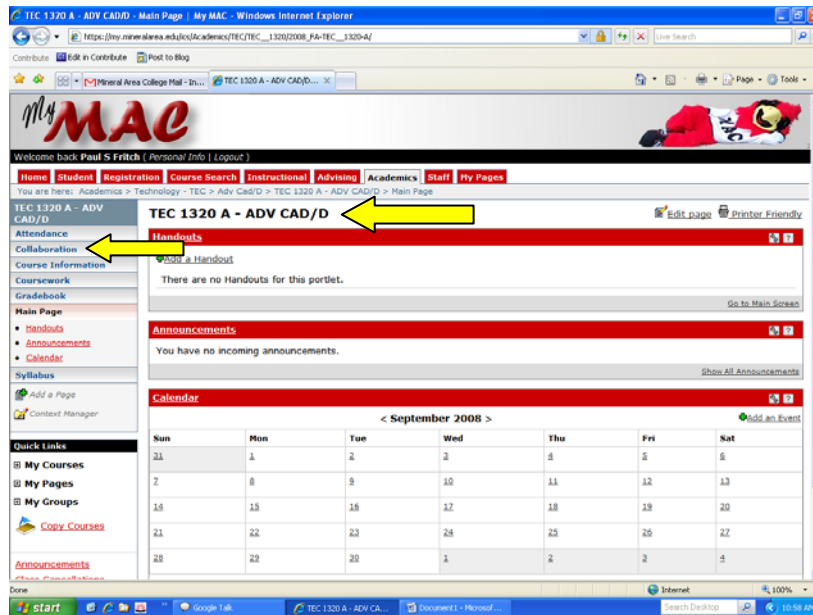 TEC 1320 A - ADV CAD/D - Main Page | My MAC - Windows Internet Explorer
https://my.mineralarea.edu/ics/Academics/TEC/TEC__1320/2008_FA-TEC__1320-A/
Live Search
Contribute Edit in Contribute Post to Blog
Mineral Area College Mail - In... TEC 1320 A - ADV CAD/D... Page Tools
My MAC
Welcome back Paul S Fritch ( Personal Info | Logout )
Home Student Registration Course Search Instructional Advising Academics Staff My Pages
You are here: Academics > Technology - TEC > Adv Cad/D > TEC 1320 A - ADV CAD/D > Main Page
TEC 1320 A - ADV CAD/D
Attendance
Collaboration
Course Information
Coursework
Gradebook
Main Page
Handouts
Announcements
Calendar
Syllabus
Add a Page
Context Manager
Quick Links
My Courses
My Pages
My Groups
Copy Courses
Announcements
Class Cancellations
TEC 1320 A - ADV CAD/D Edit page Printer Friendly
Handouts
Add a Handout
There are no Handouts for this portlet.
Go to Main Screen
Announcements
You have no incoming announcements.
Show All Announcements
Calendar
< September 2008 >
Add an Event
Sun Mon Tue Wed Thu Fri Sat
31 1 2 3 4 5 6
7 8 9 10 11 12 13
14 15 16 17 18 19 20
21 22 23 24 25 26 27
28 29 30 1 2 3 4
Done Internet 100%
start Google Talk TEC 1320 A - ADV CA... Document1 - Microsof... Search Desktop 10:58 AM